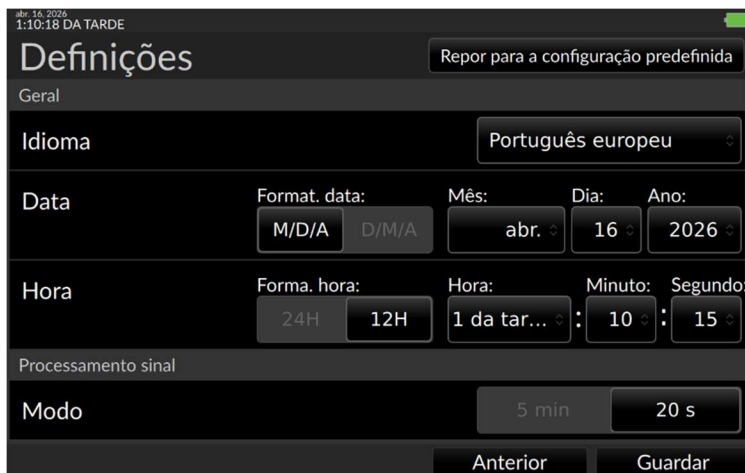 abr. 16, 2026
1:10:18 DA TARDE
Definições
Repor para a configuração predefinida
Geral
Idioma
Português europeu
Data
Format. data:
Mês:
Dia:
Ano:
M/D/A
D/M/A
abr.
16
2026
Hora
Forma. hora:
Hora:
Minuto:
Segundo:
24H
12H
1 da tar...
:
10
:
15
Processamento sinal
Modo
5 min
20 s
Anterior
Guardar